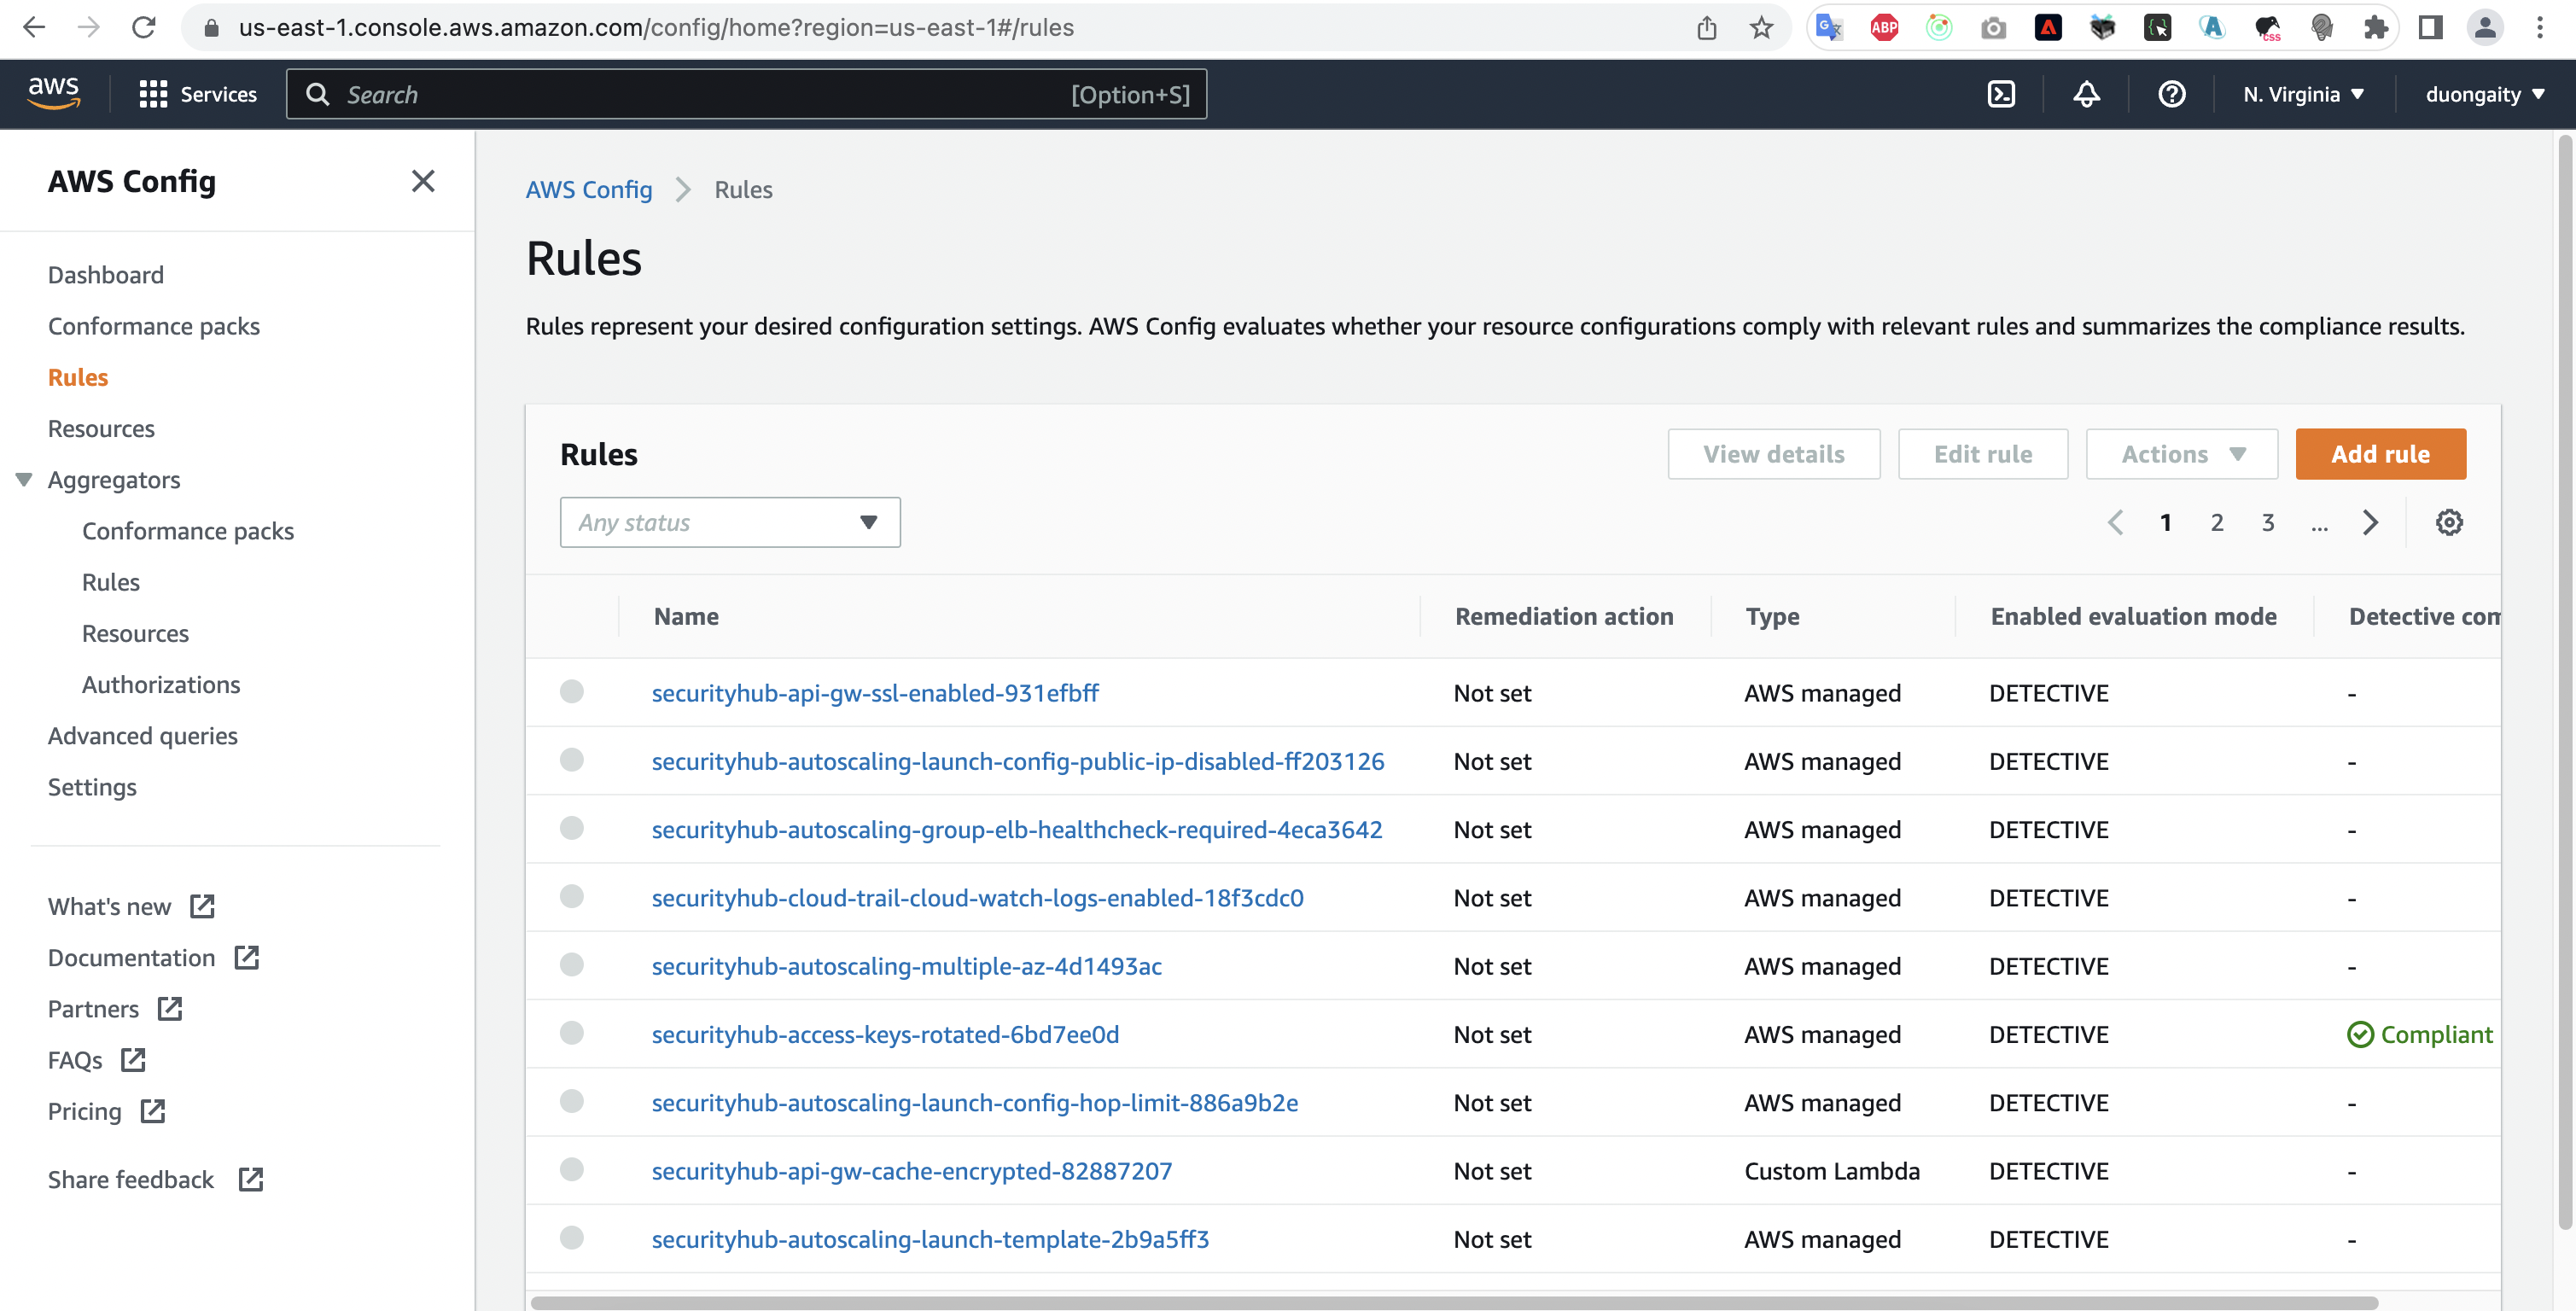 us-east-1.console.aws.amazon.com/config/home?region=us-east-1#/rules
ABP
css
aws
Services
Search
[Option+S]
N. Virginia
duongaity
AWS Config
Dashboard
Conformance packs
Rules
Resources
Aggregators
Conformance packs
Rules
Resources
Authorizations
Advanced queries
Settings
What's new
Documentation
Partners
FAQs
Pricing
Share feedback
AWS Config > Rules
Rules
Rules represent your desired configuration settings. AWS Config evaluates whether your resource configurations comply with relevant rules and summarizes the compliance results.
Rules
View details
Edit rule
Actions
Add rule
Any status
1 2 3 ...
Name Remediation action Type Enabled evaluation mode Detective com
securityhub-api-gw-ssl-enabled-931efbff Not set AWS managed DETECTIVE -
securityhub-autoscaling-launch-config-public-ip-disabled-ff203126 Not set AWS managed DETECTIVE -
securityhub-autoscaling-group-elb-healthcheck-required-4eca3642 Not set AWS managed DETECTIVE -
securityhub-cloud-trail-cloud-watch-logs-enabled-18f3cdc0 Not set AWS managed DETECTIVE -
securityhub-autoscaling-multiple-az-4d1493ac Not set AWS managed DETECTIVE -
securityhub-access-keys-rotated-6bd7ee0d Not set AWS managed DETECTIVE Compliant
securityhub-autoscaling-launch-config-hop-limit-886a9b2e Not set AWS managed DETECTIVE -
securityhub-api-gw-cache-encrypted-82887207 Not set Custom Lambda DETECTIVE -
securityhub-autoscaling-launch-template-2b9a5ff3 Not set AWS managed DETECTIVE -